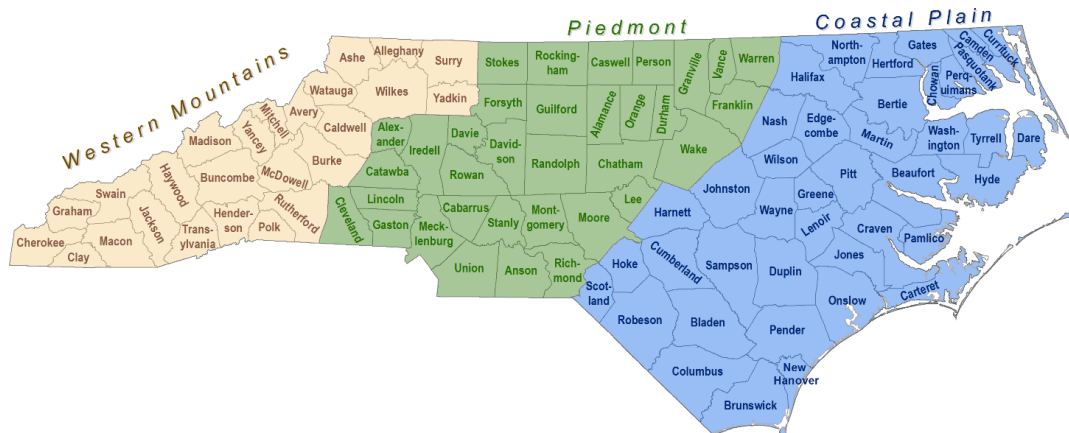 Western Mountains
Piedmont
Coastal Plain
Ashe
Alleghany
Surry
Watauga
Wilkes
Yadkin
Mitchell
Avery
Yancey
Caldwell
Madison
Burke
McDowell
Buncombe
Haywood
Swain
Graham
Jackson
Rutherford
Hender-
son
Polk
Trans-
ylvania
Macon
Cherokee
Clay
Stokes
Rocking-
ham
Caswell
Person
Granville
Vance
Warren
Forsyth
Guilford
Alamance
Orange
Durham
Franklin
Alex-
ander
Iredell
Davie
David-
son
Randolph
Chatham
Wake
Catawba
Rowan
Lincoln
Cleveland
Gaston
Meck-
lenburg
Cabarrus
Stanly
Mont-
gomery
Moore
Lee
Union
Anson
Rich-
mond
North-
ampton
Gates
Hertford
Camden
Currituck
Pasquotank
Perq-
uimans
Chowan
Halifax
Bertie
Nash
Edge-
combe
Martin
Wash-
ington
Tyrrell
Dare
Wilson
Pitt
Beaufort
Hyde
Johnston
Greene
Wayne
Lenoir
Craven
Pamlico
Harnett
Jones
Carteret
Hoke
Cumberland
Sampson
Duplin
Onslow
Scot-
land
Robeson
Bladen
Pender
Columbus
New
Hanover
Brunswick